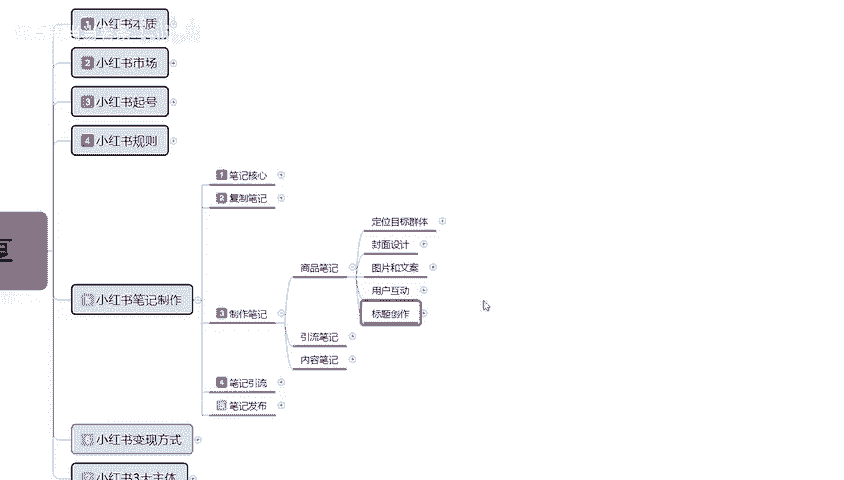 1 小红书本质
2 小红书市场
3 小红书起号
4 小红书规则
1 笔记核心
2 复制笔记
定位目标群体
封面设计
商品笔记
图片和文案
用户互动
小红书笔记制作
3 制作笔记
标题创作
引流笔记
内容笔记
4 笔记引流
笔记发布
小红书变现方式
小红书3大主体